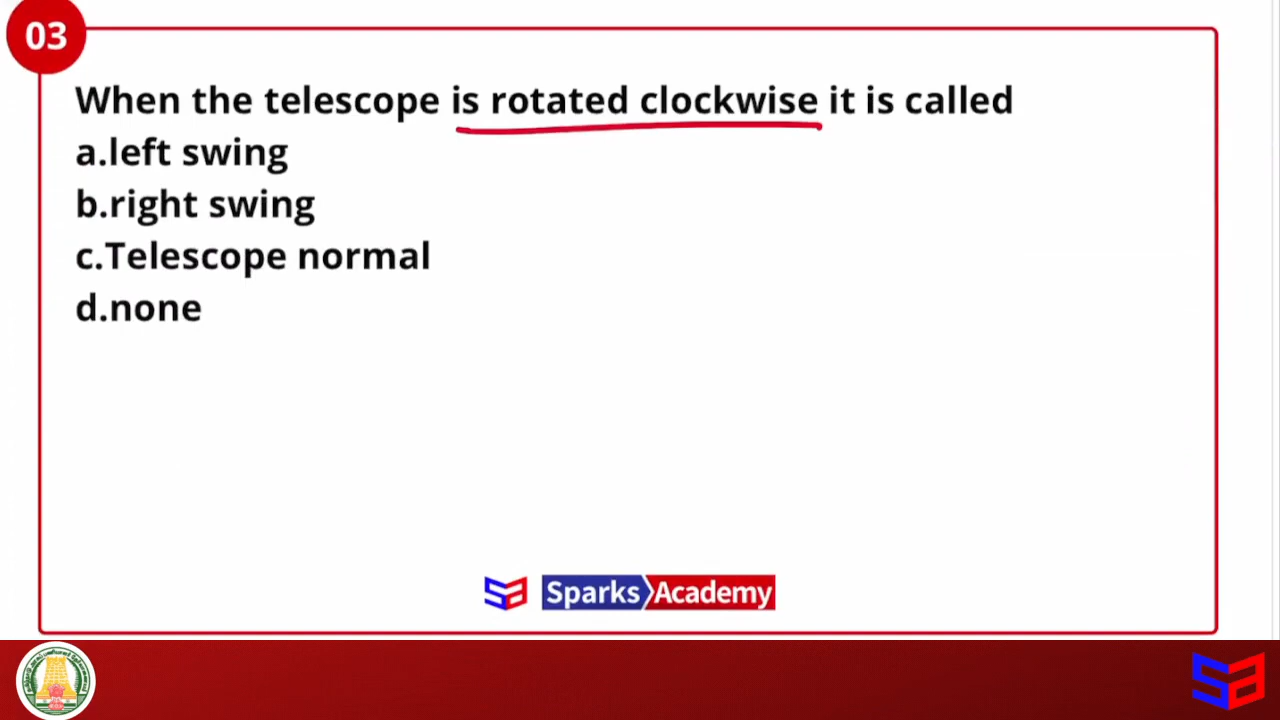 03
When the telescope is rotated clockwise it is called
a.left swing
b.right swing
c.Telescope normal
d.none
Sparks Academy